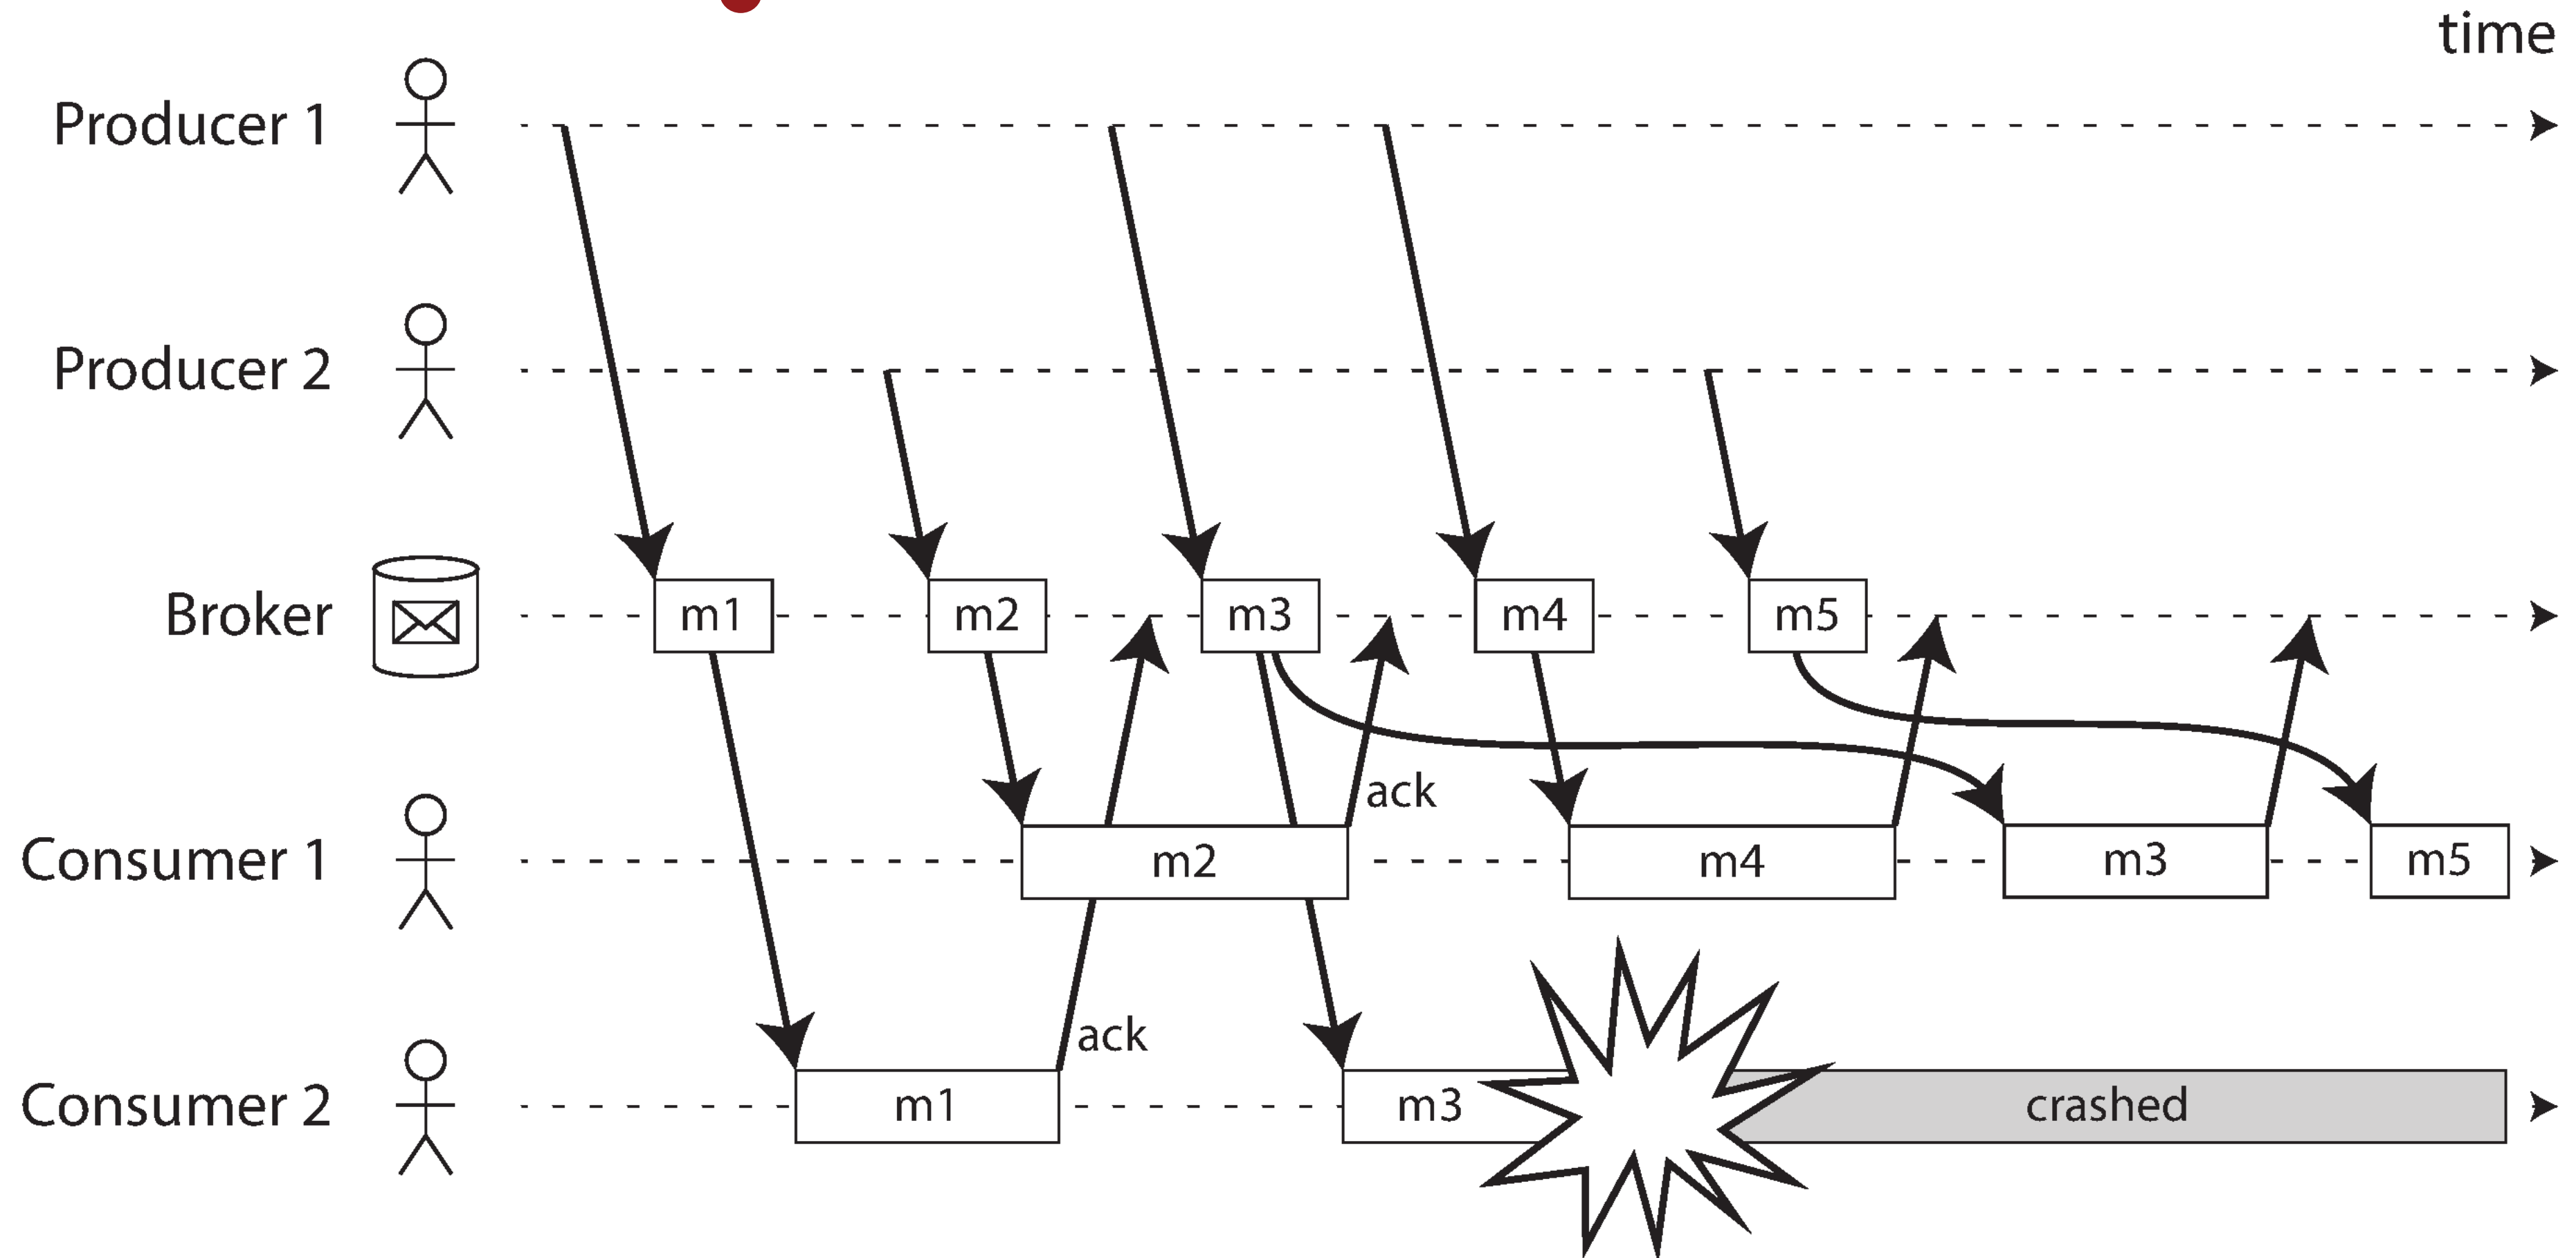 time
Producer 1
Producer 2
Broker
m1
m2
m3
m4
m5
ack
Consumer 1
m2
m4
m3
m5
ack
Consumer 2
m1
m3
crashed